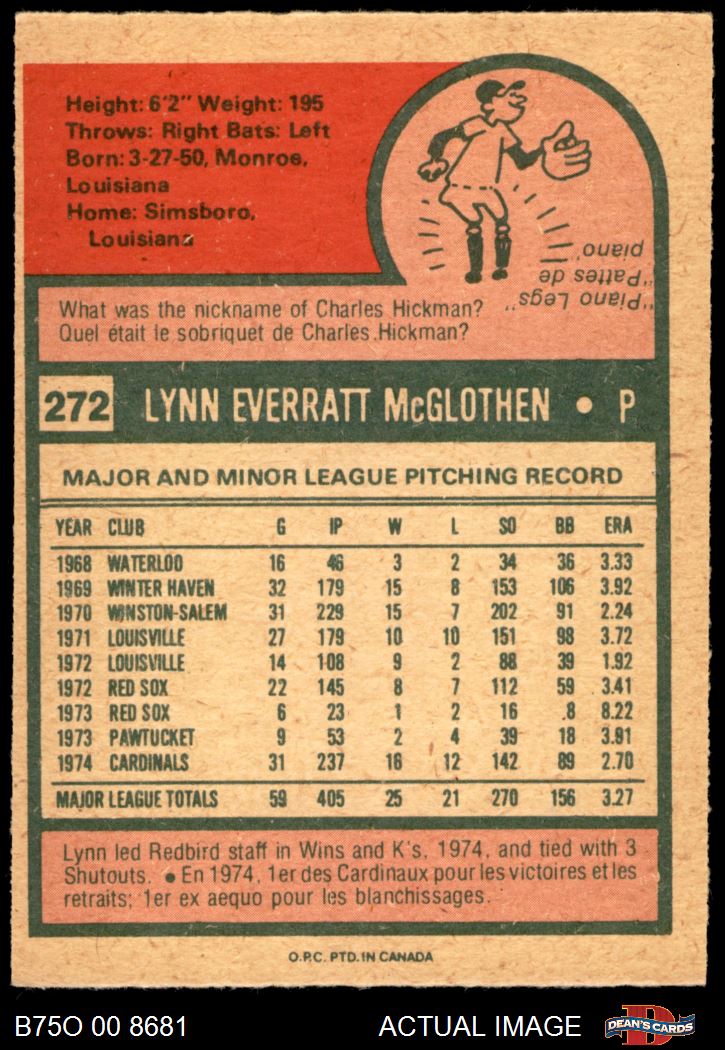 Height: 6'2" Weight: 195
Throws: Right Bats: Left
Born: 3-27-50, Monroe,
Louisiana
Home: Simsboro,
Louisiana
"Piano Legs"
"Pattes de
piano"
What was the nickname of Charles Hickman?
Quel était le sobriquet de Charles Hickman?
272 LYNN EVERRATT McGLOTHEN • P
MAJOR AND MINOR LEAGUE PITCHING RECORD
YEAR CLUB G IP W L SO BB ERA
1968 WATERLOO 16 46 3 2 34 36 3.33
1969 WINTER HAVEN 32 179 15 8 153 106 3.92
1970 WINSTON-SALEM 31 229 15 7 202 91 2.24
1971 LOUISVILLE 27 179 10 10 151 98 3.72
1972 LOUISVILLE 14 108 9 2 88 39 1.92
1972 RED SOX 22 145 8 7 112 59 3.41
1973 RED SOX 6 23 1 2 16 8 8.22
1973 PAWTUCKET 9 53 2 4 39 18 3.91
1974 CARDINALS 31 237 16 12 142 89 2.70
MAJOR LEAGUE TOTALS 59 405 25 21 270 156 3.27
Lynn led Redbird staff in Wins and K's, 1974, and tied with 3
Shutouts. • En 1974, 1er des Cardinaux pour les victoires et les
retraits; 1er ex aequo pour les blanchissages.
O.P.C. PTD. IN CANADA
B75O 00 8681 ACTUAL IMAGE
D
DEAN'S CARDS